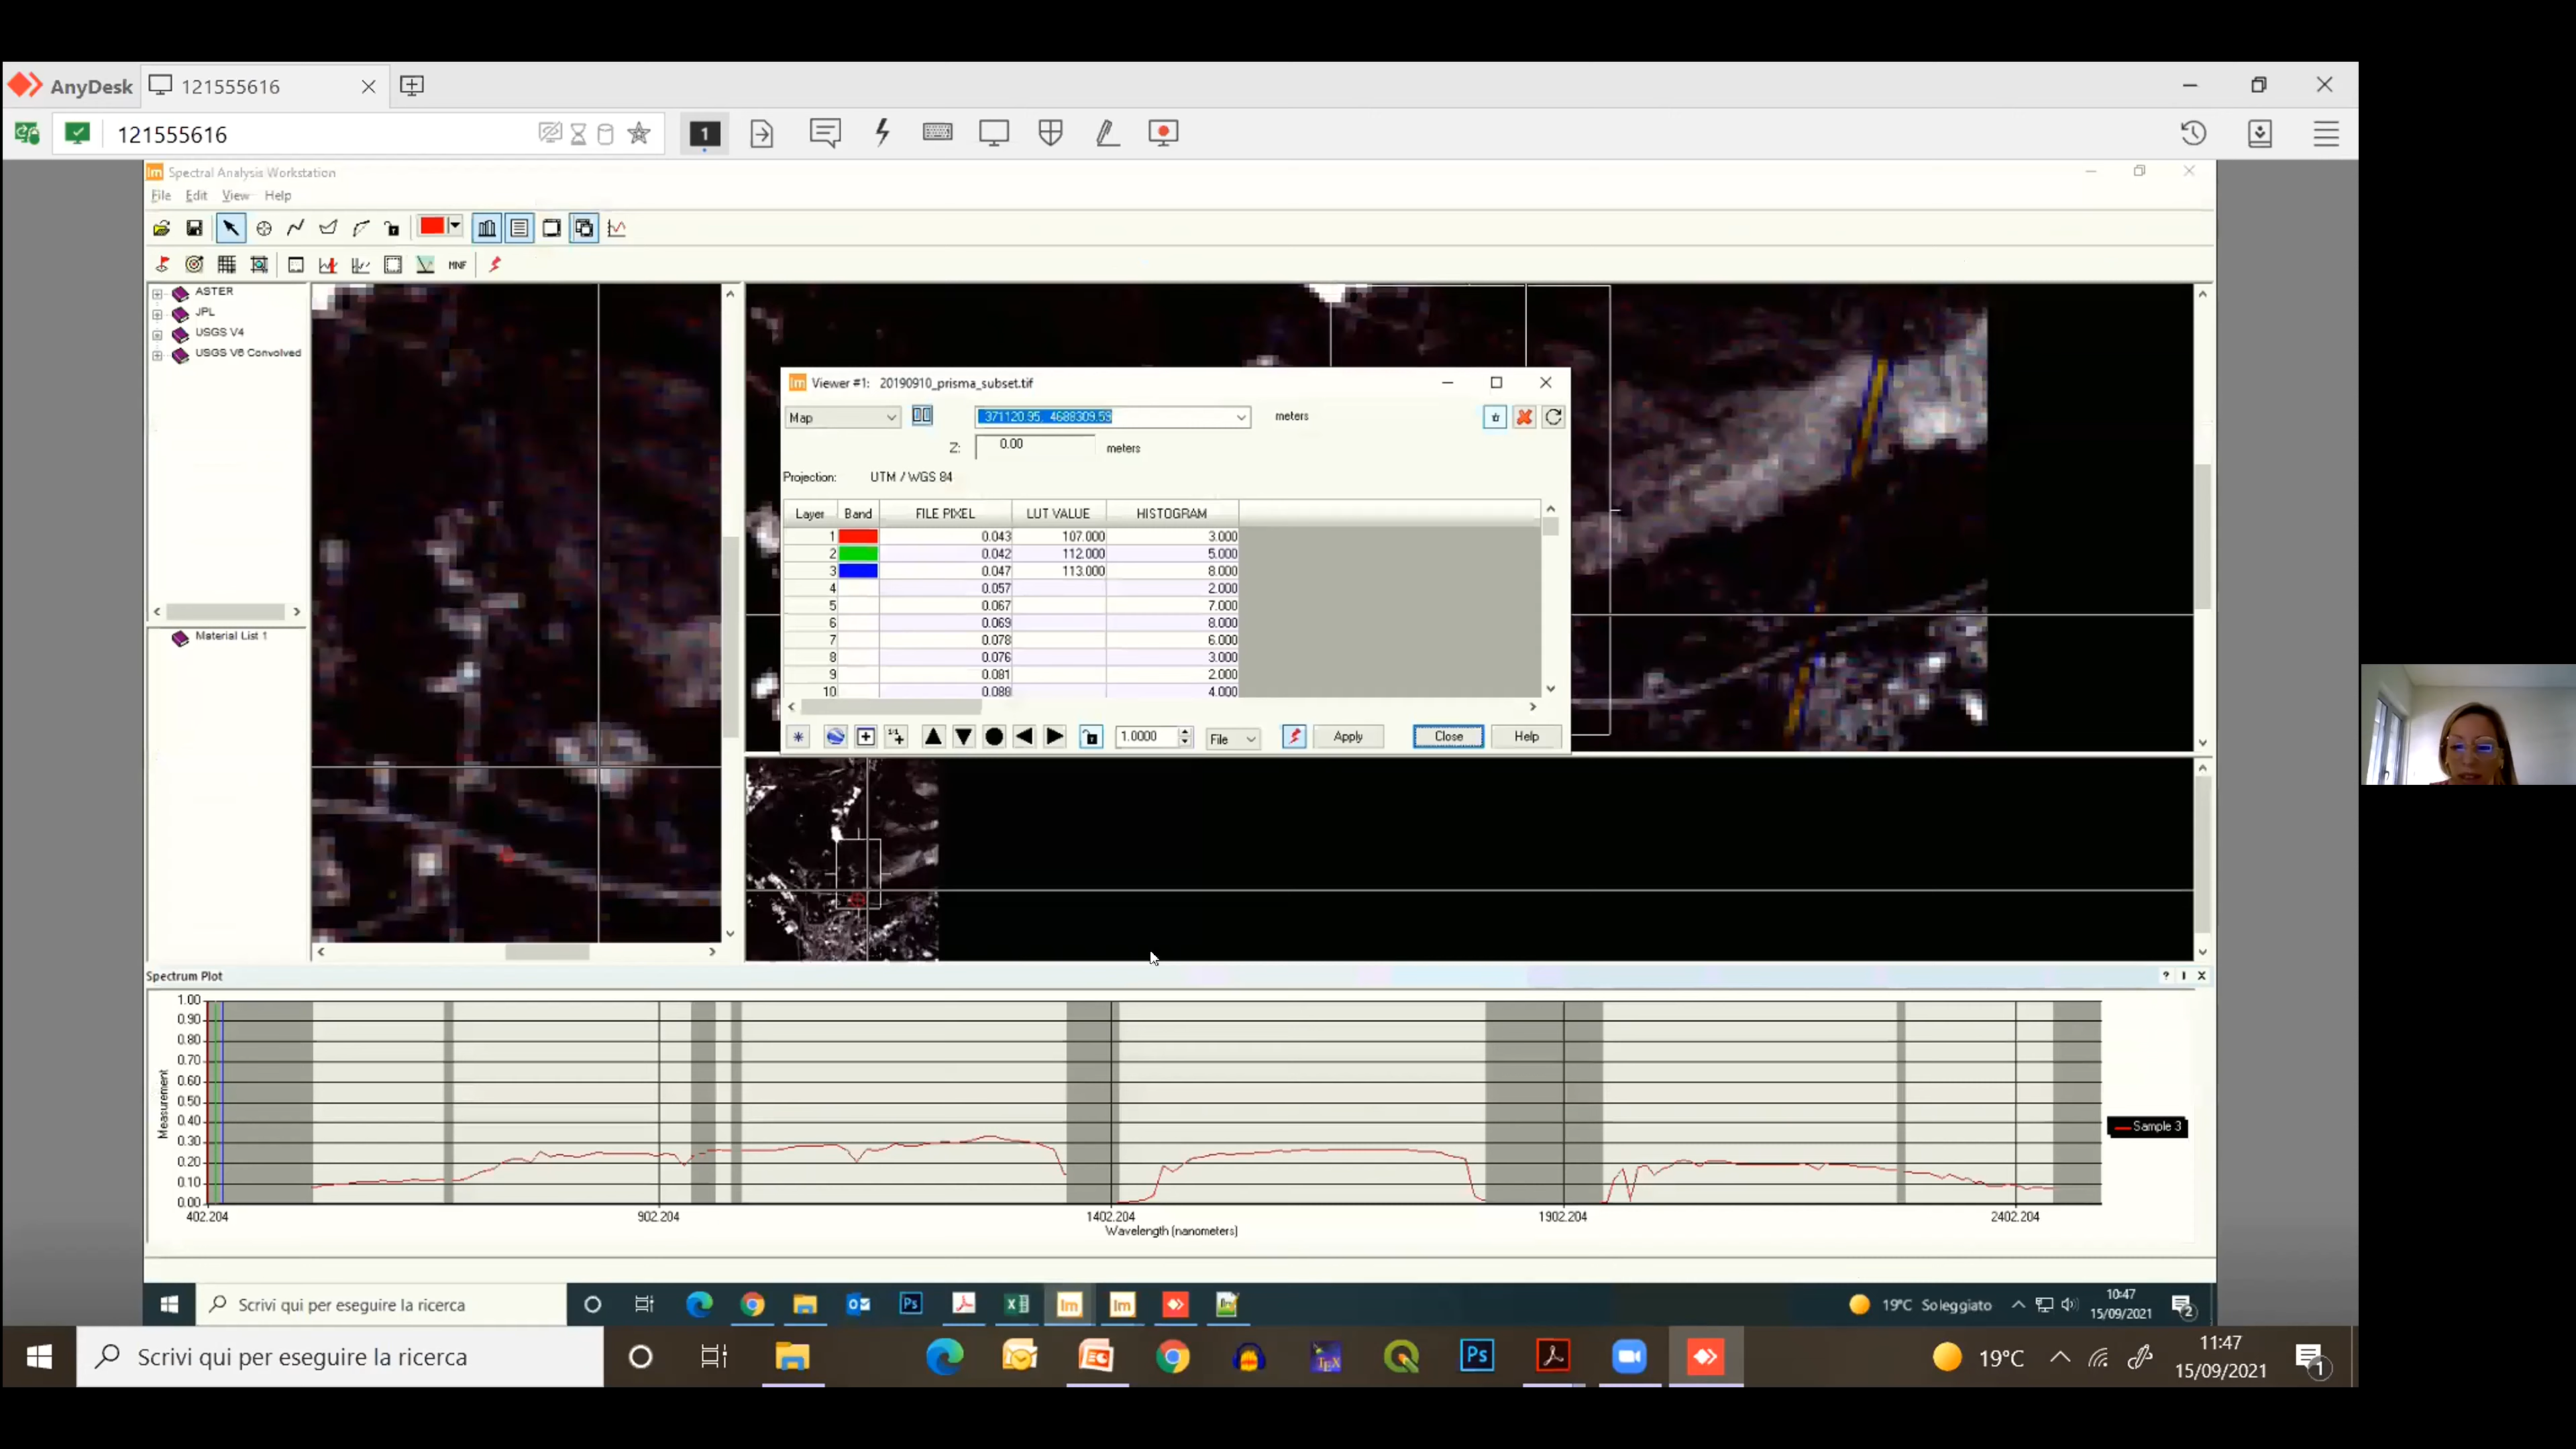 AnyDesk 121555616
121555616
1
Spectral Analysis Workstation
File Edit View Help
MNF
ASTER
JPL
USGS V4
USGS V6 Convolved
Material List 1
Viewer #1: 20190910_prisma_subset.tif
Map 371120.95, 4688309.59 meters
Z: 0.00 meters
Projection: UTM / WGS 84
Layer Band FILE PIXEL LUT VALUE HISTOGRAM
1 0.043 107.000 3.000
2 0.042 112.000 5.000
3 0.047 113.000 8.000
4 0.057 2.000
5 0.067 7.000
6 0.069 8.000
7 0.078 6.000
8 0.076 3.000
9 0.081 2.000
10 0.088 4.000
1.0000 File Apply Close Help
Spectrum Plot
1.00
0.90
0.80
0.70
0.60
0.50
0.40
0.30
0.20
0.10
0.00
Measurement
402.204 902.204 1402.204 1902.204 2402.204
Wavelength (nanometers)
Sample 3
Scrivi qui per eseguire la ricerca
19°C Soleggiato
10:47
15/09/2021
2
Scrivi qui per eseguire la ricerca
19°C
11:47
15/09/2021
1